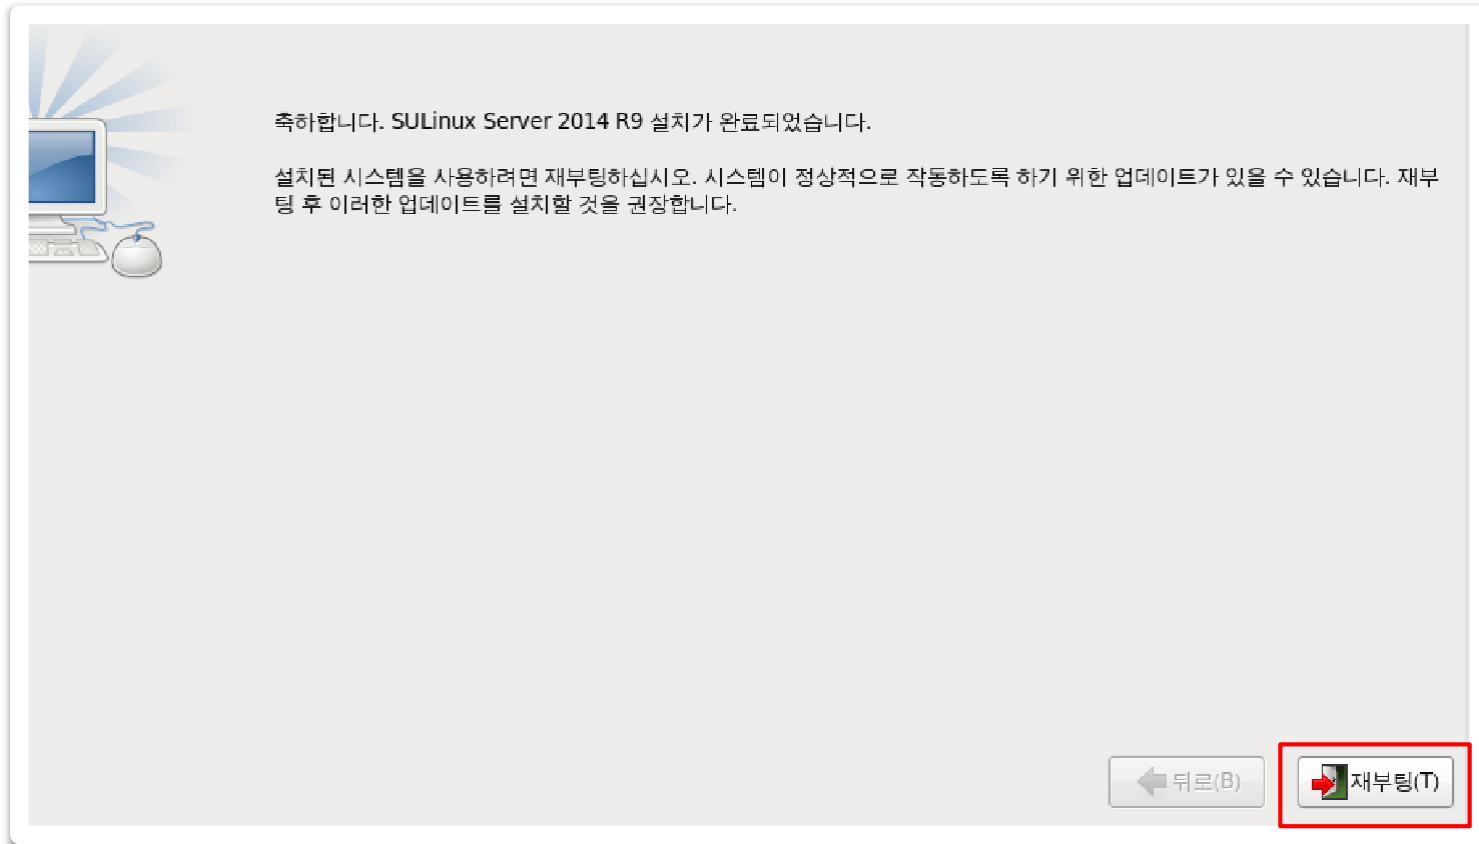 축하합니다. SULinux Server 2014 R9 설치가 완료되었습니다.
설치된 시스템을 사용하려면 재부팅하십시오. 시스템이 정상적으로 작동하도록 하기 위한 업데이트가 있을 수 있습니다. 재부
팅 후 이러한 업데이트를 설치할 것을 권장합니다.
뒤로(B)
재부팅(T)